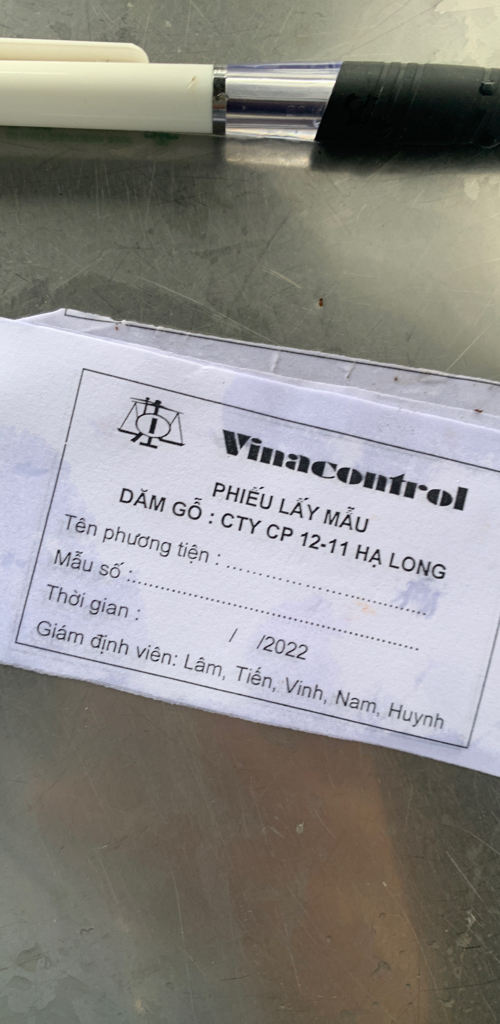 Vinacontrol
PHIẾU LẤY MẪU
DĂM GỖ : CTY CP 12-11 HẠ LONG
Tên phương tiện : ........................................
Mẫu số :......................................................
Thời gian : / /2022
Giám định viên: Lâm, Tiến, Vinh, Nam, Huynh